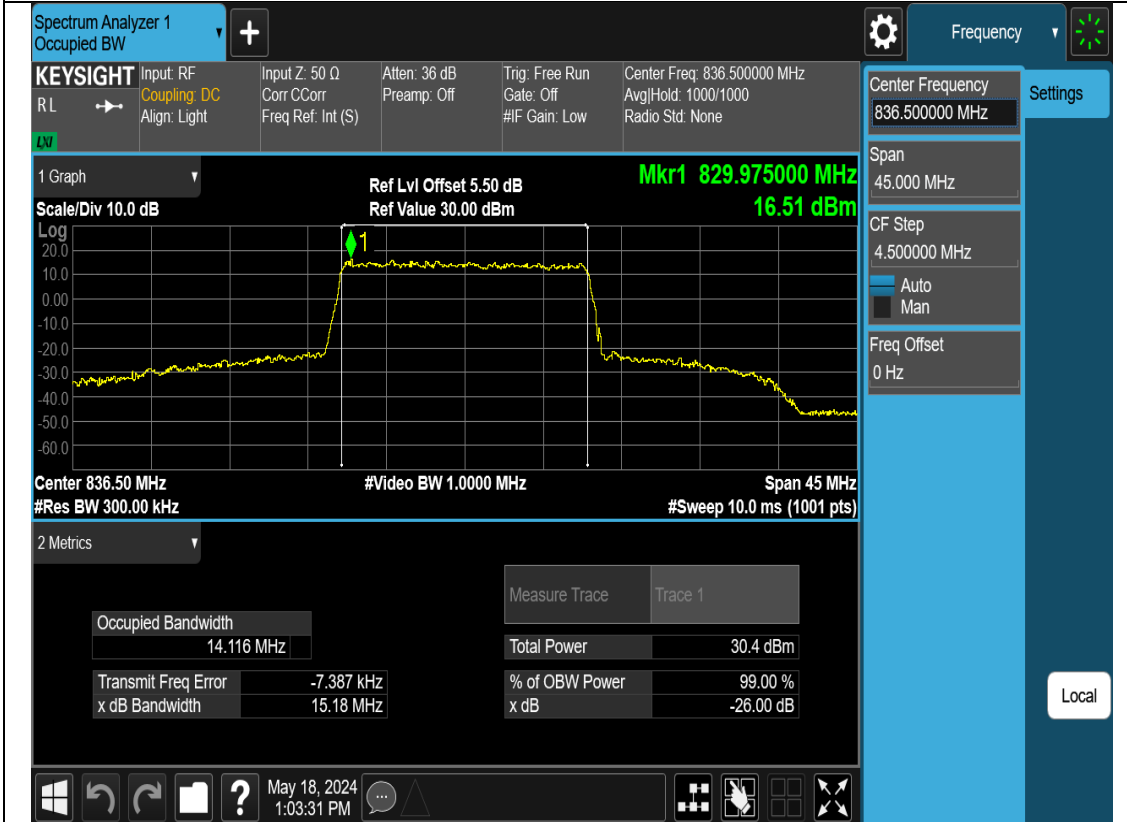 Spectrum Analyzer 1
Occupied BW
+
Frequency
KEYSIGHT
R L
LXI
Input: RF
Coupling: DC
Align: Light
Input Z: 50 Ω
Corr CCorr
Freq Ref: Int (S)
Atten: 36 dB
Preamp: Off
Trig: Free Run
Gate: Off
#IF Gain: Low
Center Freq: 836.500000 MHz
Avg|Hold: 1000/1000
Radio Std: None
Center Frequency
836.500000 MHz
Settings
Span
45.000 MHz
CF Step
4.500000 MHz
Auto
Man
Freq Offset
0 Hz
Local
1 Graph
Scale/Div 10.0 dB
Ref Lvl Offset 5.50 dB
Ref Value 30.00 dBm
Mkr1 829.975000 MHz
16.51 dBm
Log
1
20.0
10.0
0.00
-10.0
-20.0
-30.0
-40.0
-50.0
-60.0
Center 836.50 MHz
#Video BW 1.0000 MHz
Span 45 MHz
#Res BW 300.00 kHz
#Sweep 10.0 ms (1001 pts)
2 Metrics
Measure Trace Trace 1
Occupied Bandwidth
14.116 MHz
Total Power 30.4 dBm
Transmit Freq Error -7.387 kHz
% of OBW Power 99.00 %
x dB Bandwidth 15.18 MHz
x dB -26.00 dB
?
May 18, 2024
1:03:31 PM